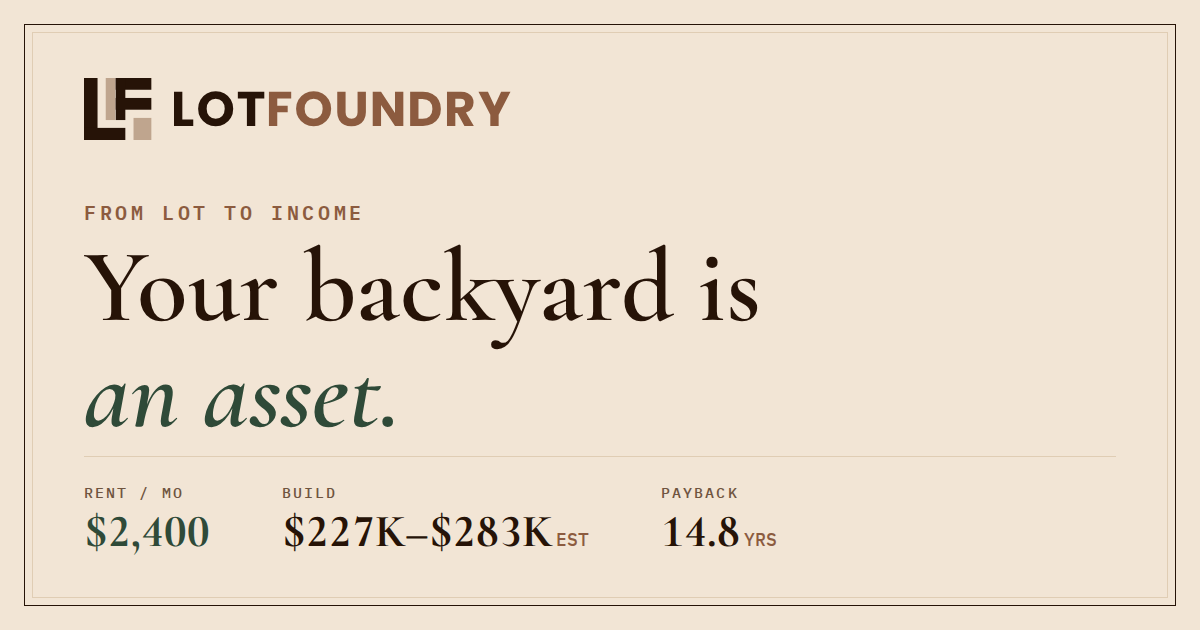 LF LOTFOUNDRY
FROM LOT TO INCOME
Your backyard is
an asset.
RENT / MO BUILD PAYBACK
$2,400 $227K–$283K EST 14.8 YRS